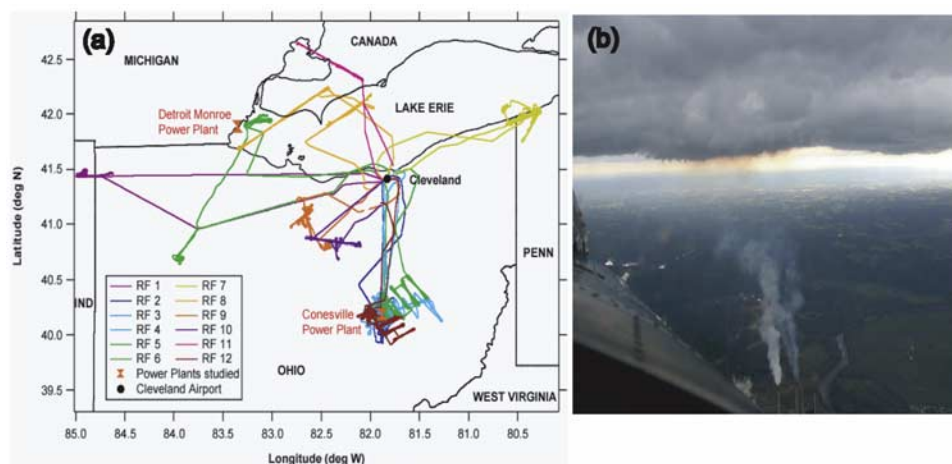 (a)
CANADA
MICHIGAN
LAKE ERIE
Detroit Monroe
Power Plant
Cleveland
PENN
IND
RF 1 RF 7
RF 2 RF 8
RF 3 RF 9
RF 4 RF 10
RF 5 RF 11
RF 6 RF 12
Power Plants studied
Cleveland Airport
Conesville
Power Plant
OHIO
WEST VIRGINIA
Latitude (deg N)
42.5
42.0
41.5
41.0
40.5
40.0
39.5
85.0 84.5 84.0 83.5 83.0 82.5 82.0 81.5 81.0 80.5
Longitude (deg W)
(b)